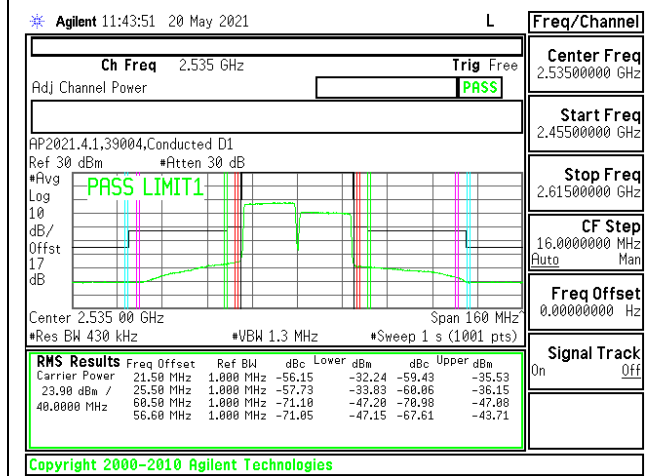 Agilent 11:43:51 20 May 2021 L
Freq/Channel
Ch Freq 2.535 GHz Trig Free
Adj Channel Power PASS
AP2021.4.1,39004,Conducted D1
Ref 30 dBm #Atten 30 dB
#Avg
Log
10
dB/
Offst
17
dB
PASS LIMIT1
Center 2.535 00 GHz Span 160 MHz^
#Res BW 430 kHz #VBW 1.3 MHz #Sweep 1 s (1001 pts)
RMS Results Freq Offset Ref BW dBc Lower dBm dBc Upper dBm
Carrier Power 21.50 MHz 1.000 MHz -56.15 -32.24 -59.43 -35.53
23.90 dBm / 25.50 MHz 1.000 MHz -57.73 -33.83 -60.06 -36.15
40.0000 MHz 60.50 MHz 1.000 MHz -71.10 -47.20 -70.98 -47.08
56.60 MHz 1.000 MHz -71.05 -47.15 -67.61 -43.71
Copyright 2000-2010 Agilent Technologies
Center Freq
2.53500000 GHz
Start Freq
2.45500000 GHz
Stop Freq
2.61500000 GHz
CF Step
16.0000000 MHz
Auto Man
Freq Offset
0.00000000 Hz
Signal Track
On Off